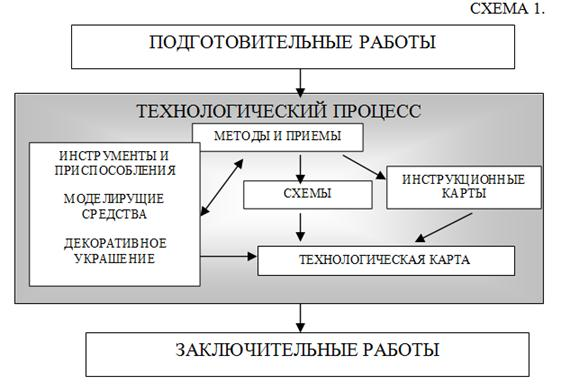 СХЕМА 1.
ПОДГОТОВИТЕЛЬНЫЕ РАБОТЫ
ТЕХНОЛОГИЧЕСКИЙ ПРОЦЕСС
МЕТОДЫ И ПРИЕМЫ
ИНСТРУМЕНТЫ И
ПРИСПОСОБЛЕНИЯ
МОДЕЛИРУЩИЕ
СРЕДСТВА
ДЕКОРАТИВНОЕ
УКРАШЕНИЕ
СХЕМЫ
ИНСТРУКЦИОННЫЕ
КАРТЫ
ТЕХНОЛОГИЧЕСКАЯ КАРТА
ЗАКЛЮЧИТЕЛЬНЫЕ РАБОТЫ